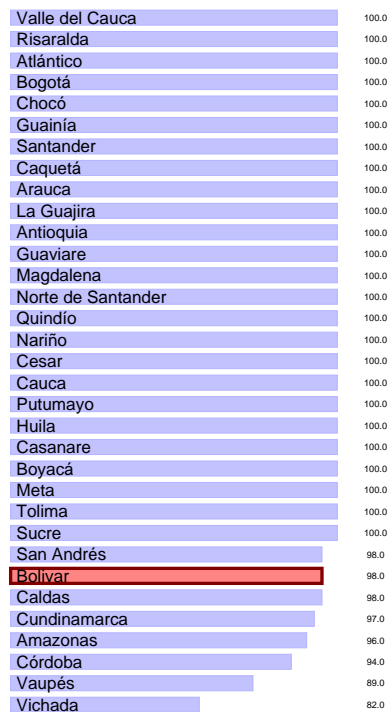 Valle del Cauca 100.0
Risaralda 100.0
Atlántico 100.0
Bogotá 100.0
Chocó 100.0
Guainía 100.0
Santander 100.0
Caquetá 100.0
Arauca 100.0
La Guajira 100.0
Antioquia 100.0
Guaviare 100.0
Magdalena 100.0
Norte de Santander 100.0
Quindío 100.0
Nariño 100.0
Cesar 100.0
Cauca 100.0
Putumayo 100.0
Huila 100.0
Casanare 100.0
Boyacá 100.0
Meta 100.0
Tolima 100.0
Sucre 100.0
San Andrés 98.0
Bolivar 98.0
Caldas 98.0
Cundinamarca 97.0
Amazonas 96.0
Córdoba 94.0
Vaupés 89.0
Vichada 82.0